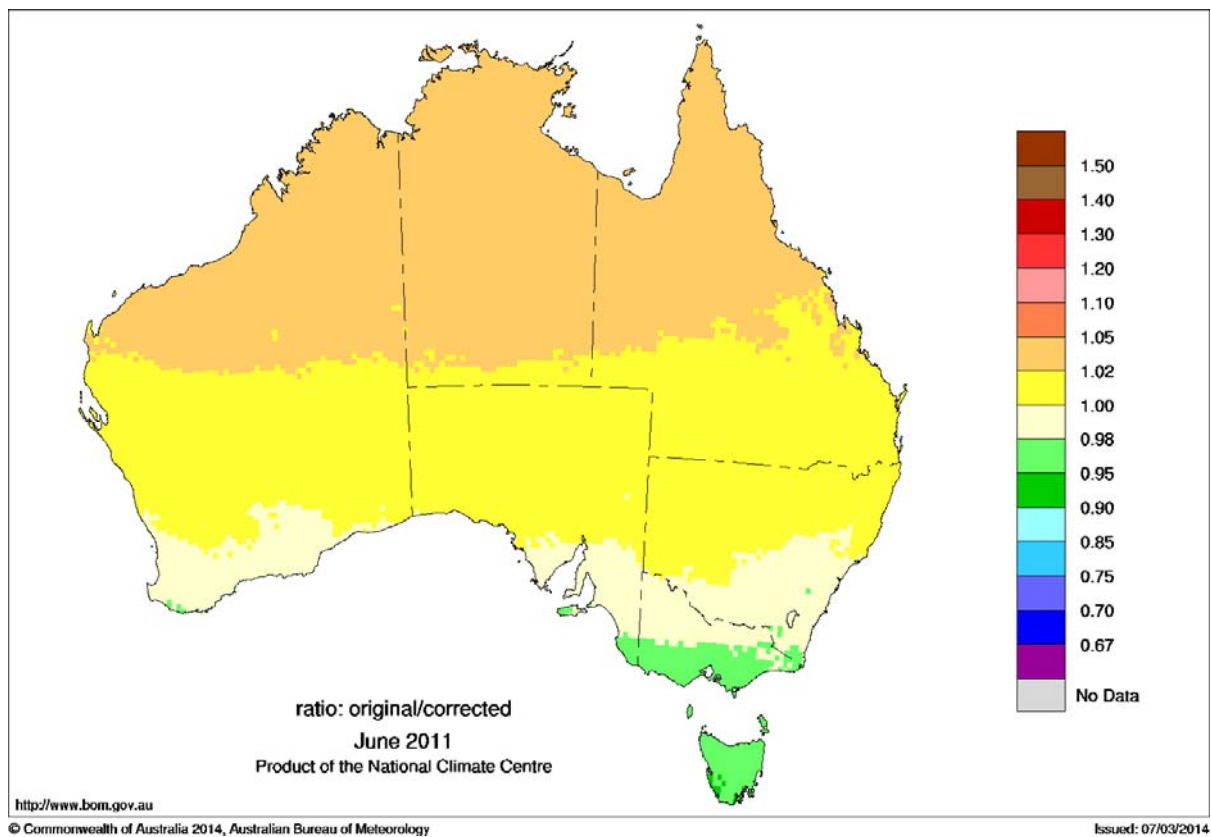 1.50
1.40
1.30
1.20
1.10
1.05
1.02
1.00
0.98
0.95
0.90
0.85
0.75
0.70
0.67
No Data
ratio: original/corrected
June 2011
Product of the National Climate Centre
http://www.bom.gov.au
© Commonwealth of Australia 2014, Australian Bureau of Meteorology
Issued: 07/03/2014